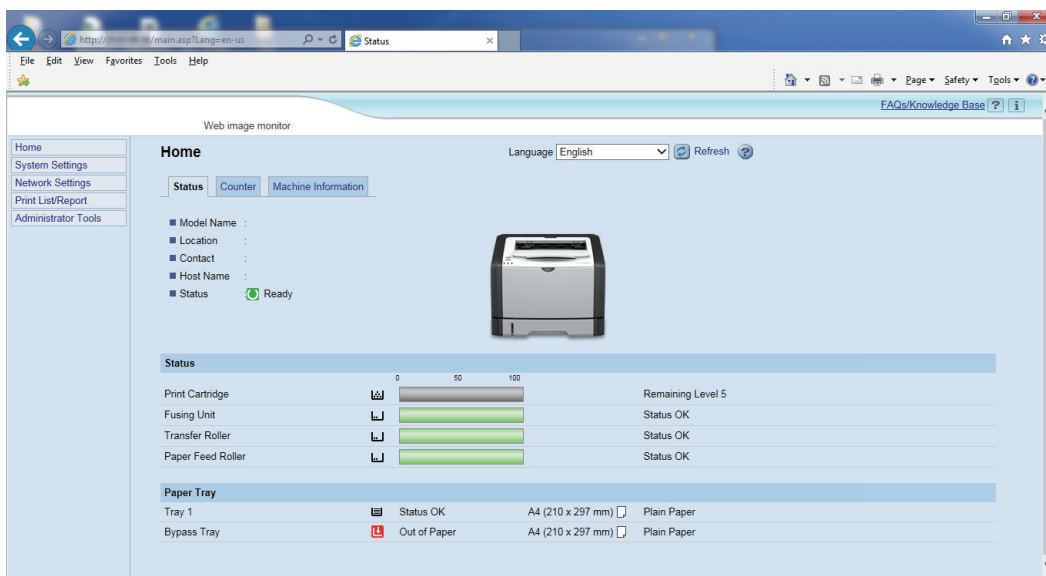 http:// /main.asp?Lang=en-us Status
File Edit View Favorites Tools Help
Page Safety Tools
FAQs/Knowledge Base ? i
Web image monitor
Home
System Settings
Network Settings
Print List/Report
Administrator Tools
Home
Language English Refresh ?
Status Counter Machine Information
Model Name :
Location :
Contact :
Host Name :
Status : Ready
Status
0 50 100
Print Cartridge Remaining Level 5
Fusing Unit Status OK
Transfer Roller Status OK
Paper Feed Roller Status OK
Paper Tray
Tray 1 Status OK A4 (210 x 297 mm) Plain Paper
Bypass Tray Out of Paper A4 (210 x 297 mm) Plain Paper